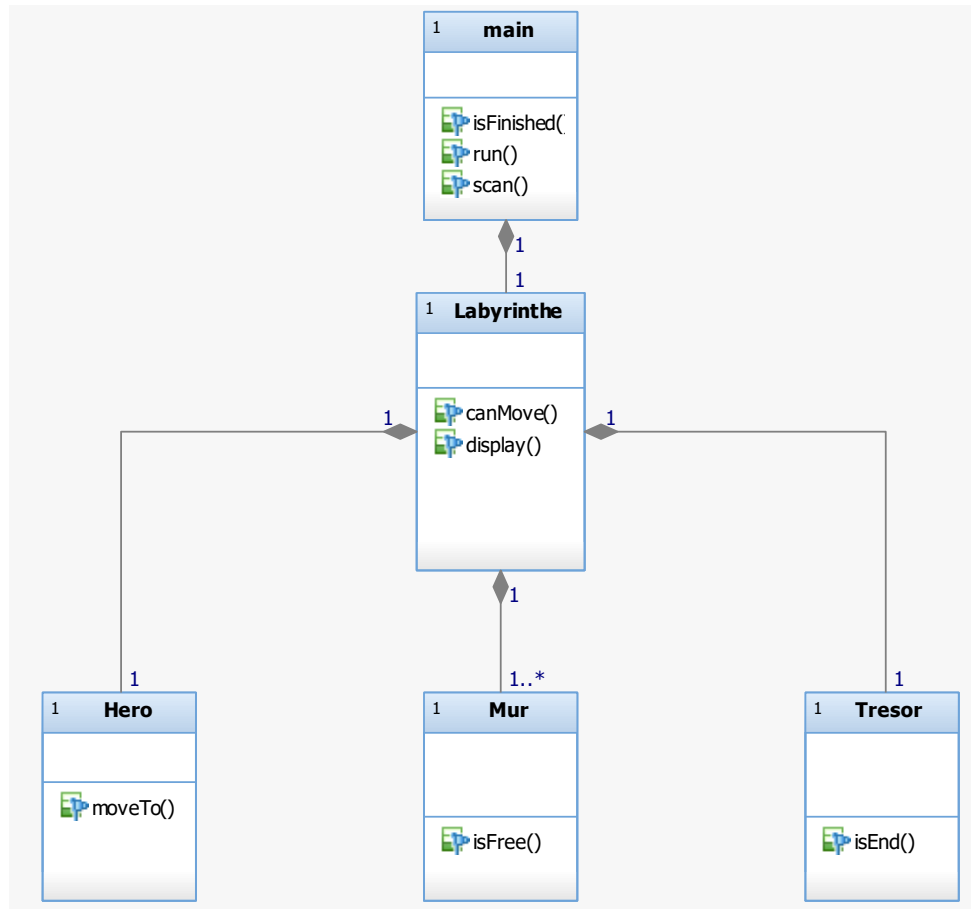 1 main
isFinished()
run()
scan()
1
1
1 Labyrinthe
canMove()
display()
1
1
1
1
1..*
1
1 Hero
moveTo()
1 Mur
isFree()
1 Tresor
isEnd()